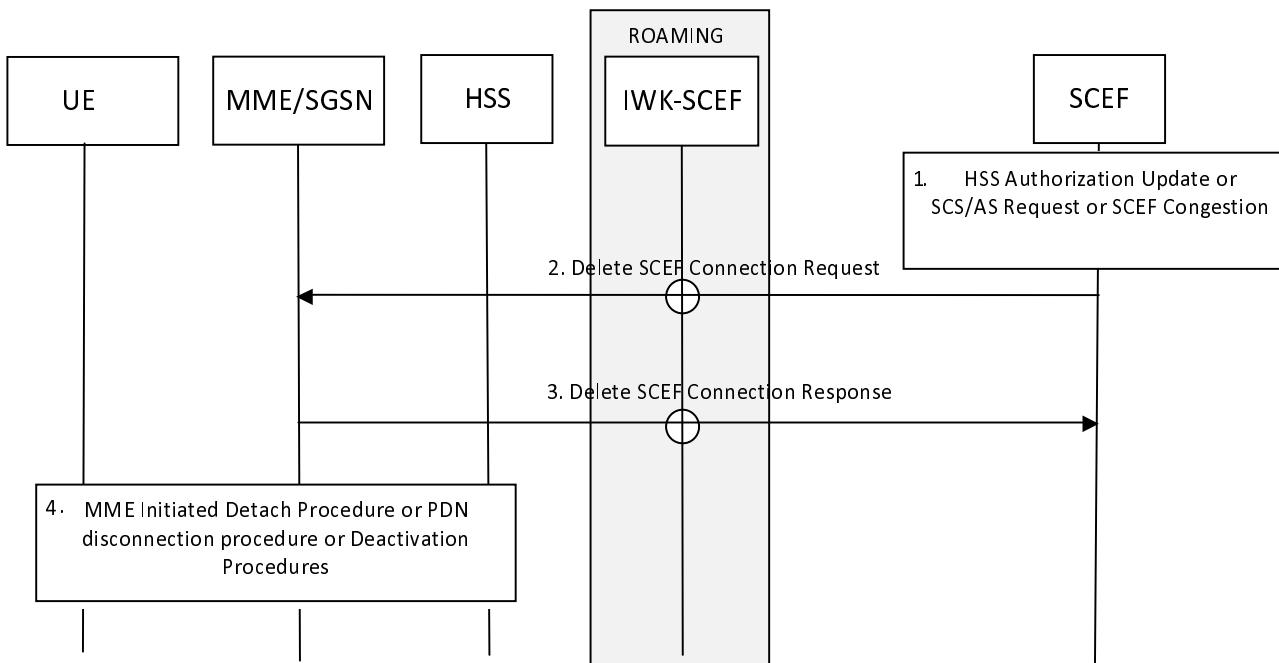 ROAMING
UE
MME/SGSN
HSS
IWK-SCEF
SCEF
1. HSS Authorization Update or
SCS/AS Request or SCEF Congestion
2. Delete SCEF Connection Request
3. Delete SCEF Connection Response
4. MME Initiated Detach Procedure or PDN
disconnection procedure or Deactivation
Procedures